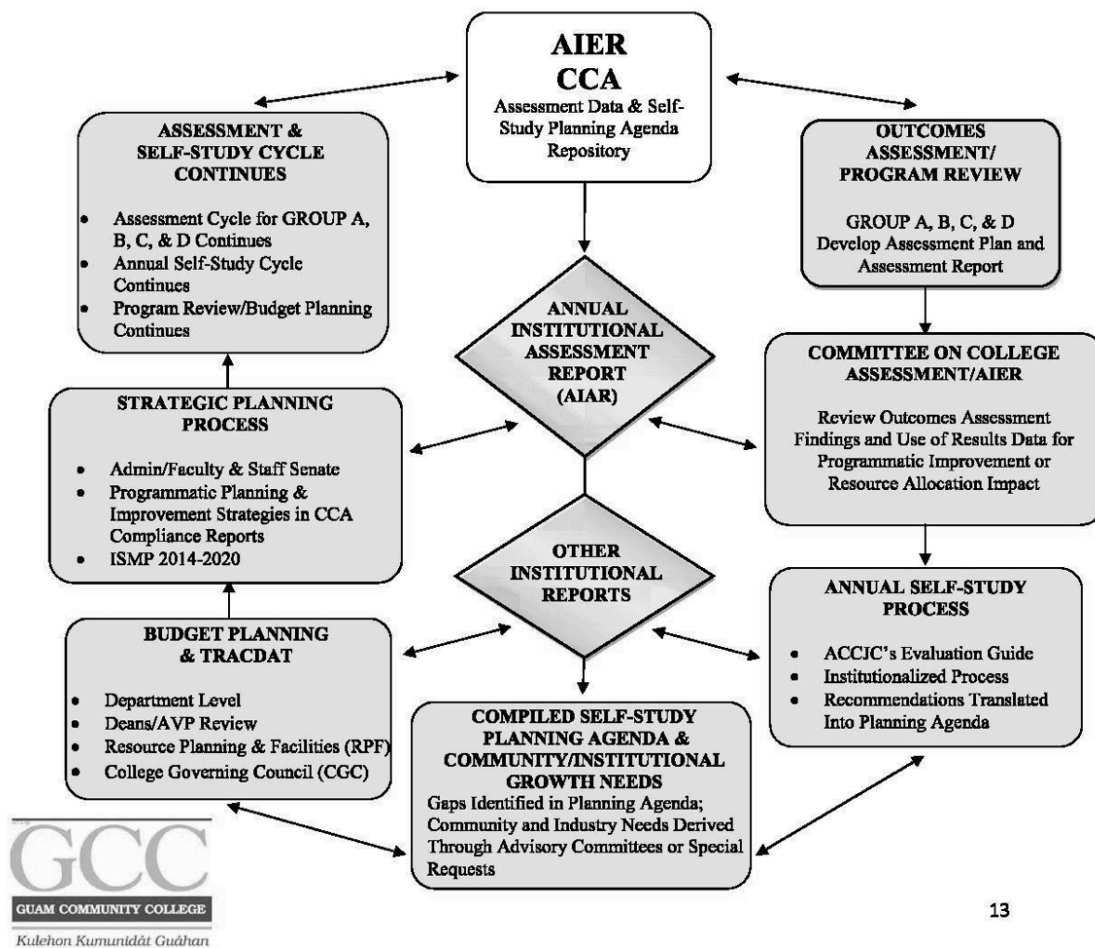 AIER
CCA
Assessment Data & Self-
Study Planning Agenda
Repository
ASSESSMENT &
SELF-STUDY CYCLE
CONTINUES
• Assessment Cycle for GROUP A,
B, C, & D Continues
• Annual Self-Study Cycle
Continues
• Program Review/Budget Planning
Continues
OUTCOMES
ASSESSMENT/
PROGRAM REVIEW
GROUP A, B, C, & D
Develop Assessment Plan and
Assessment Report
ANNUAL
INSTITUTIONAL
ASSESSMENT
REPORT
(AIAR)
COMMITTEE ON COLLEGE
ASSESSMENT/AIER
Review Outcomes Assessment
Findings and Use of Results Data for
Programmatic Improvement or
Resource Allocation Impact
STRATEGIC PLANNING
PROCESS
• Admin/Faculty & Staff Senate
• Programmatic Planning &
Improvement Strategies in CCA
Compliance Reports
• ISMP 2014-2020
OTHER
INSTITUTIONAL
REPORTS
ANNUAL SELF-STUDY
PROCESS
• ACCJC's Evaluation Guide
• Institutionalized Process
• Recommendations Translated
Into Planning Agenda
BUDGET PLANNING
& TRACDAT
• Department Level
• Deans/AVP Review
• Resource Planning & Facilities (RPF)
• College Governing Council (CGC)
COMPILED SELF-STUDY
PLANNING AGENDA &
COMMUNITY/INSTITUTIONAL
GROWTH NEEDS
Gaps Identified in Planning Agenda;
Community and Industry Needs Derived
Through Advisory Committees or Special
Requests
GCC
GUAM COMMUNITY COLLEGE
Kulehon Kumunidát Guáhan
13